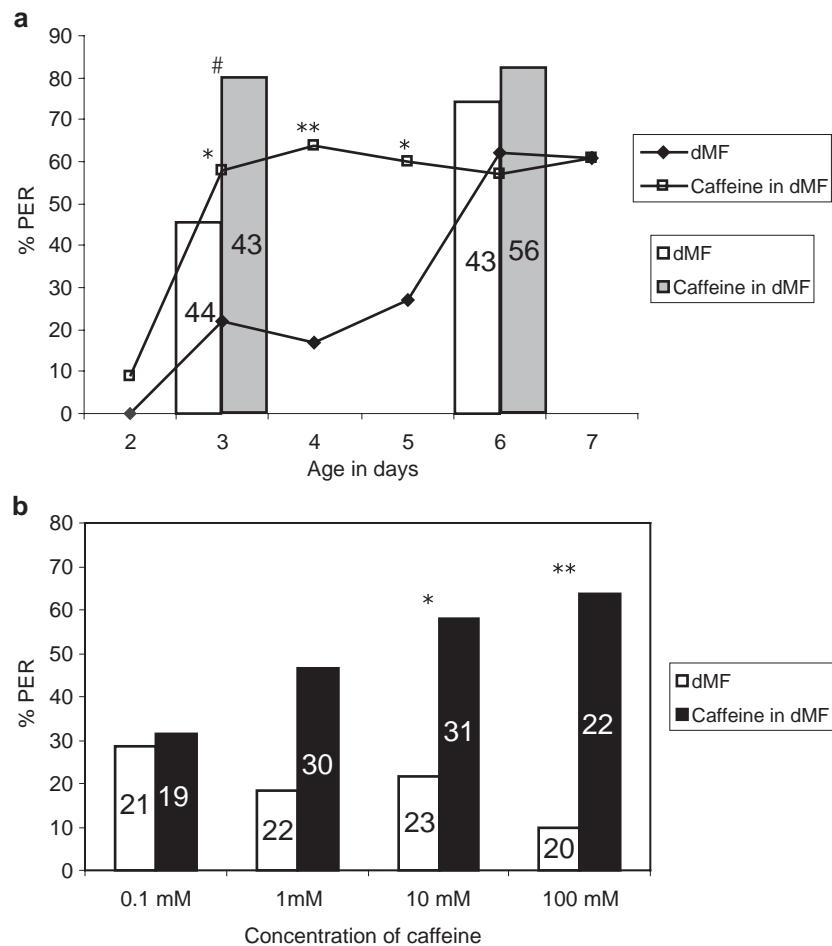 a
% PER
90
80
70
60
50
40
30
20
10
0
#
*
**
*
44
43
43
56
2 3 4 5 6 7
Age in days
dMF
Caffeine in dMF
dMF
Caffeine in dMF
b
% PER
80
70
60
50
40
30
20
10
0
*
**
21 19 22 30 23 31 20 22
0.1 mM 1mM 10 mM 100 mM
Concentration of caffeine
dMF
Caffeine in dMF